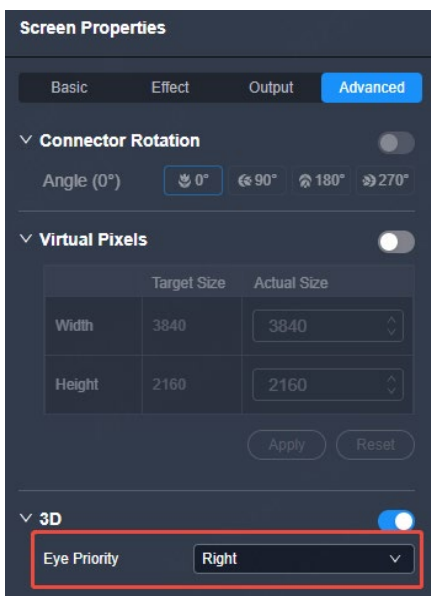 Screen Properties
Basic Effect Output Advanced
Connector Rotation
Angle (0°) 0° 90° 180° 270°
Virtual Pixels
Target Size Actual Size
Width 3840 3840
Height 2160 2160
Apply Reset
3D
Eye Priority Right